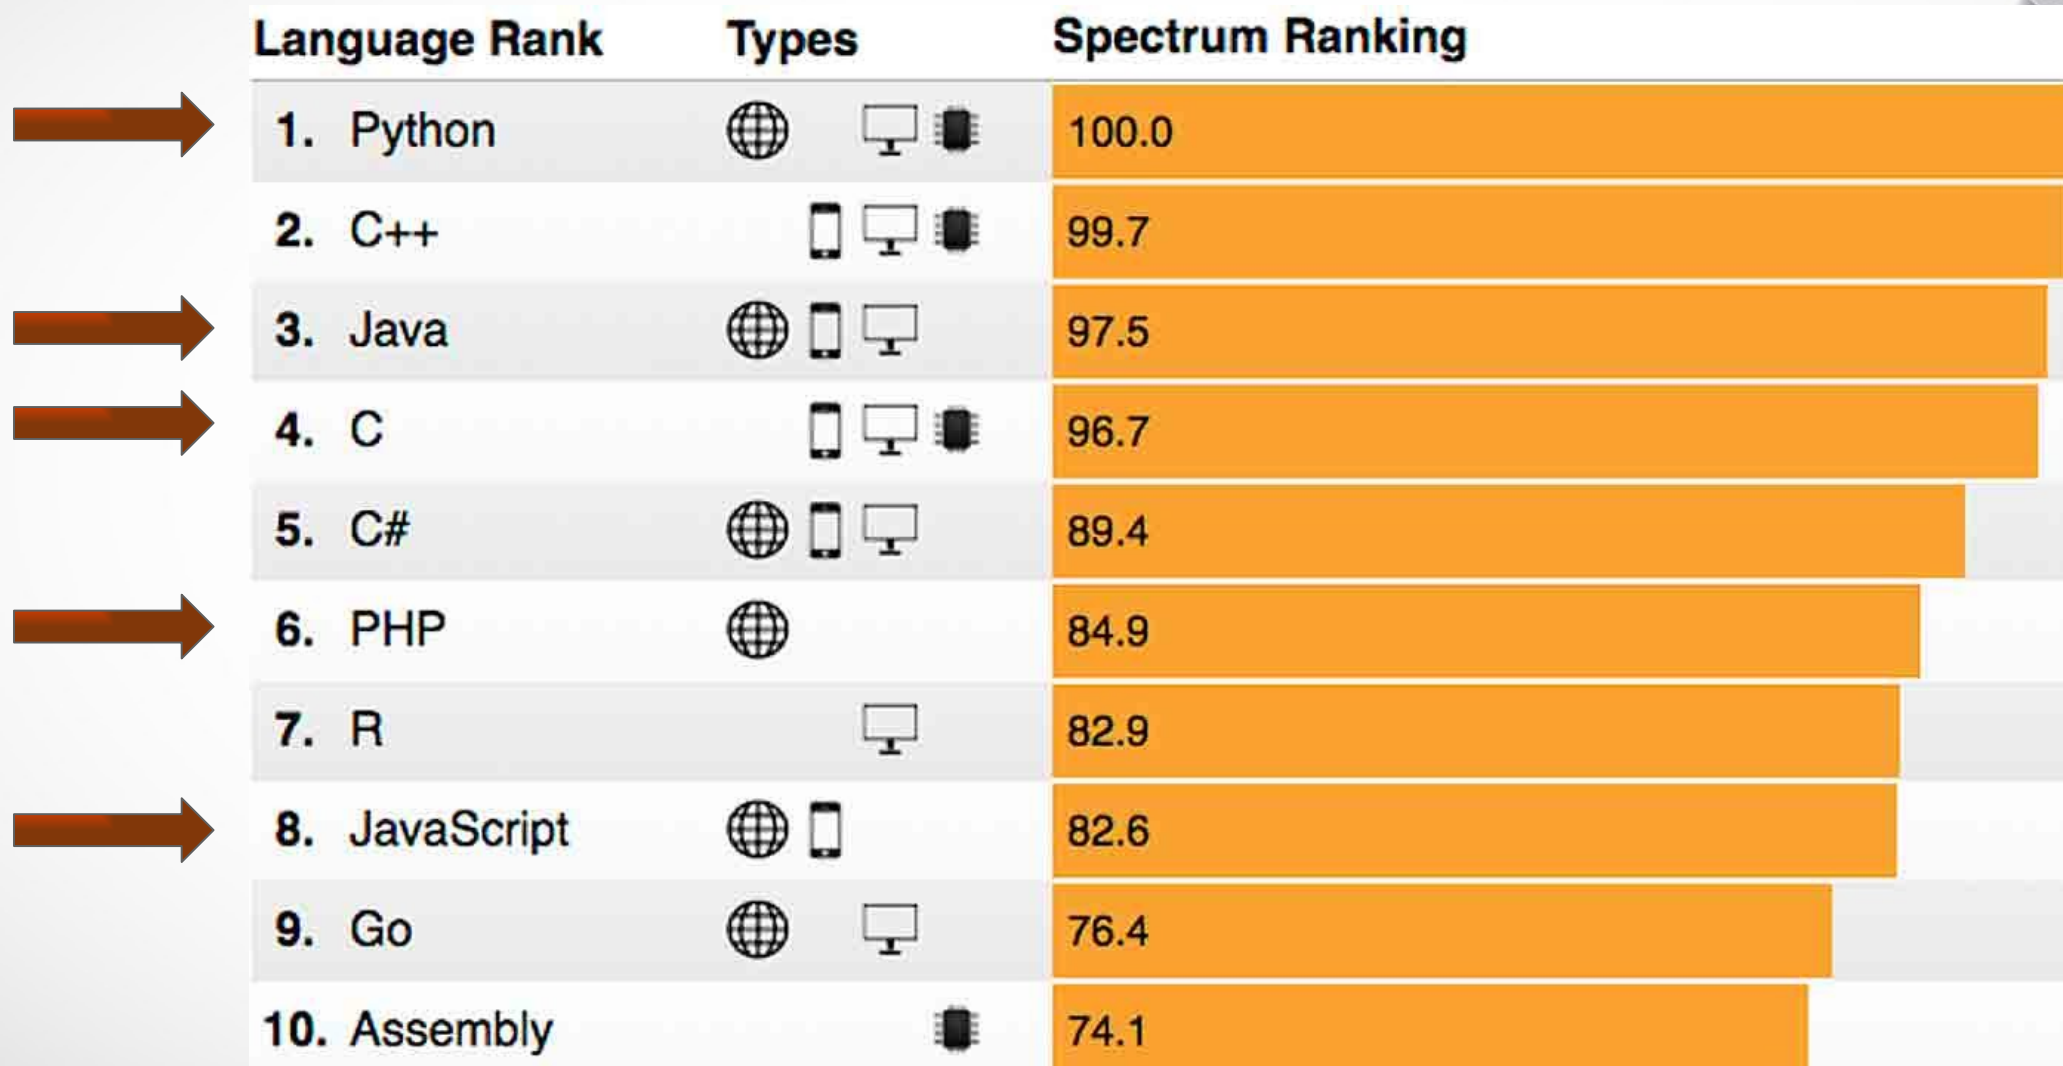 Language Rank Types Spectrum Ranking
1. Python 100.0
2. C++ 99.7
3. Java 97.5
4. C 96.7
5. C# 89.4
6. PHP 84.9
7. R 82.9
8. JavaScript 82.6
9. Go 76.4
10. Assembly 74.1